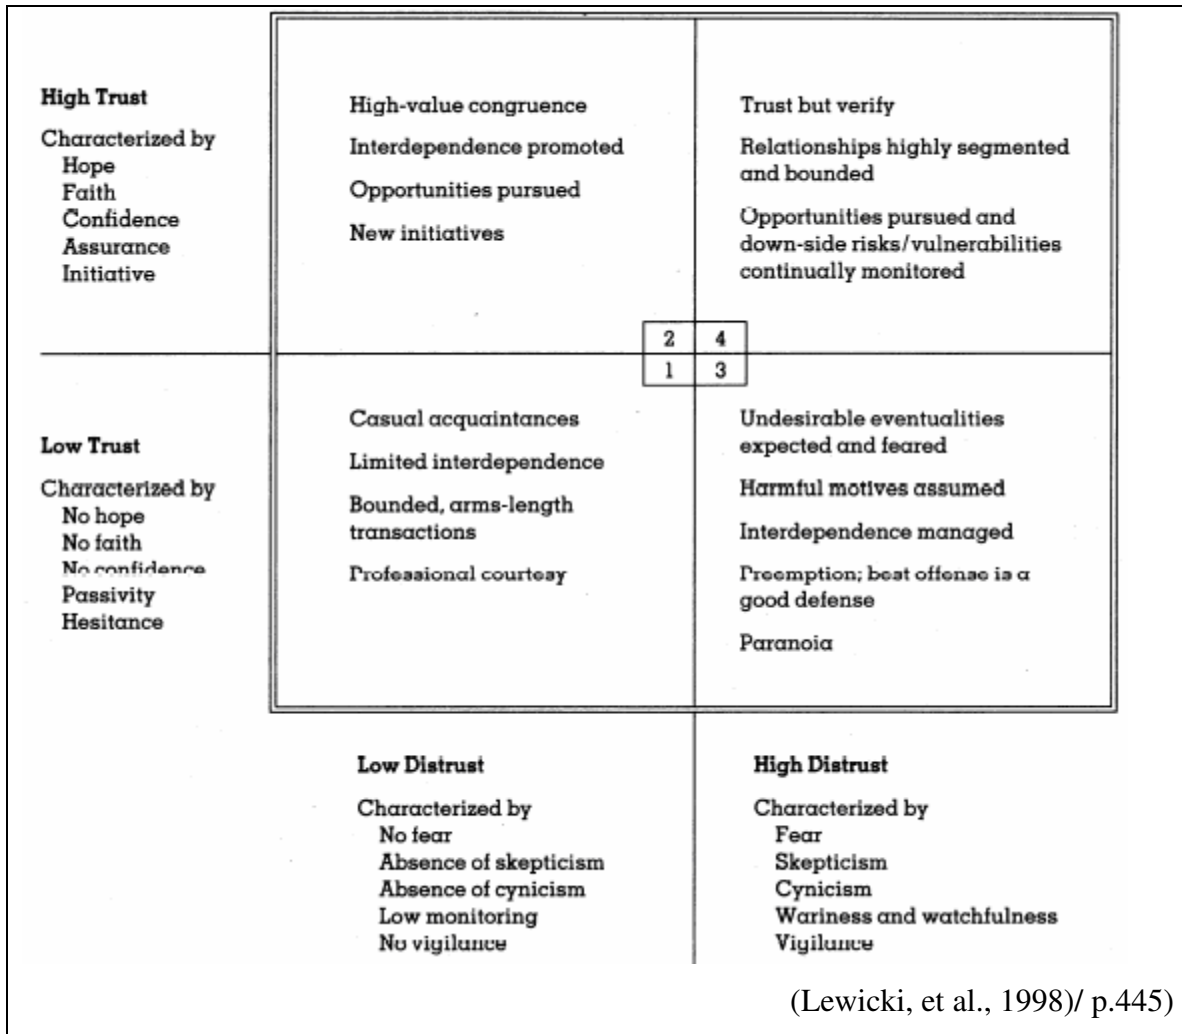 High Trust
Characterized by
Hope
Faith
Confidence
Assurance
Initiative
High-value congruence
Interdependence promoted
Opportunities pursued
New initiatives
Trust but verify
Relationships highly segmented
and bounded
Opportunities pursued and
down-side risks/vulnerabilities
continually monitored
2 4
1 3
Low Trust
Characterized by
No hope
No faith
No confidence
Passivity
Hesitance
Casual acquaintances
Limited interdependence
Bounded, arms-length
transactions
Professional courtesy
Undesirable eventualities
expected and feared
Harmful motives assumed
Interdependence managed
Preemption; best offense is a
good defense
Paranoia
Low Distrust
Characterized by
No fear
Absence of skepticism
Absence of cynicism
Low monitoring
No vigilance
High Distrust
Characterized by
Fear
Skepticism
Cynicism
Wariness and watchfulness
Vigilance
(Lewicki, et al., 1998)/ p.445)